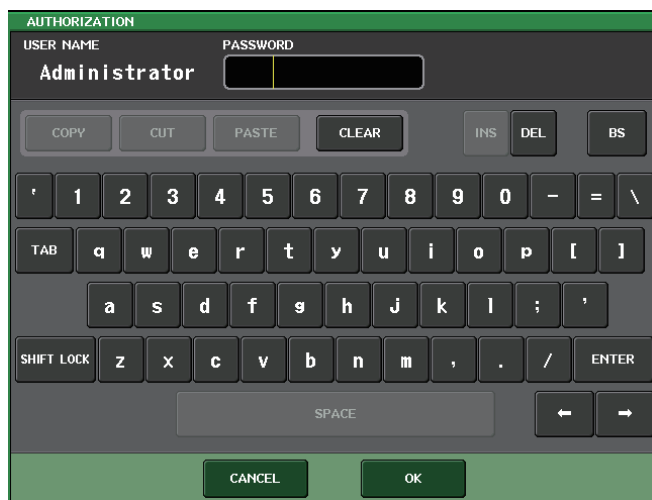 AUTHORIZATION
USER NAME PASSWORD
Administrator
COPY CUT PASTE CLEAR INS DEL BS
' 1 2 3 4 5 6 7 8 9 0 - = \
TAB q w e r t y u i o p [ ]
a s d f g h j k l ; '
SHIFT LOCK z x c v b n m , . / ENTER
SPACE ← →
CANCEL OK